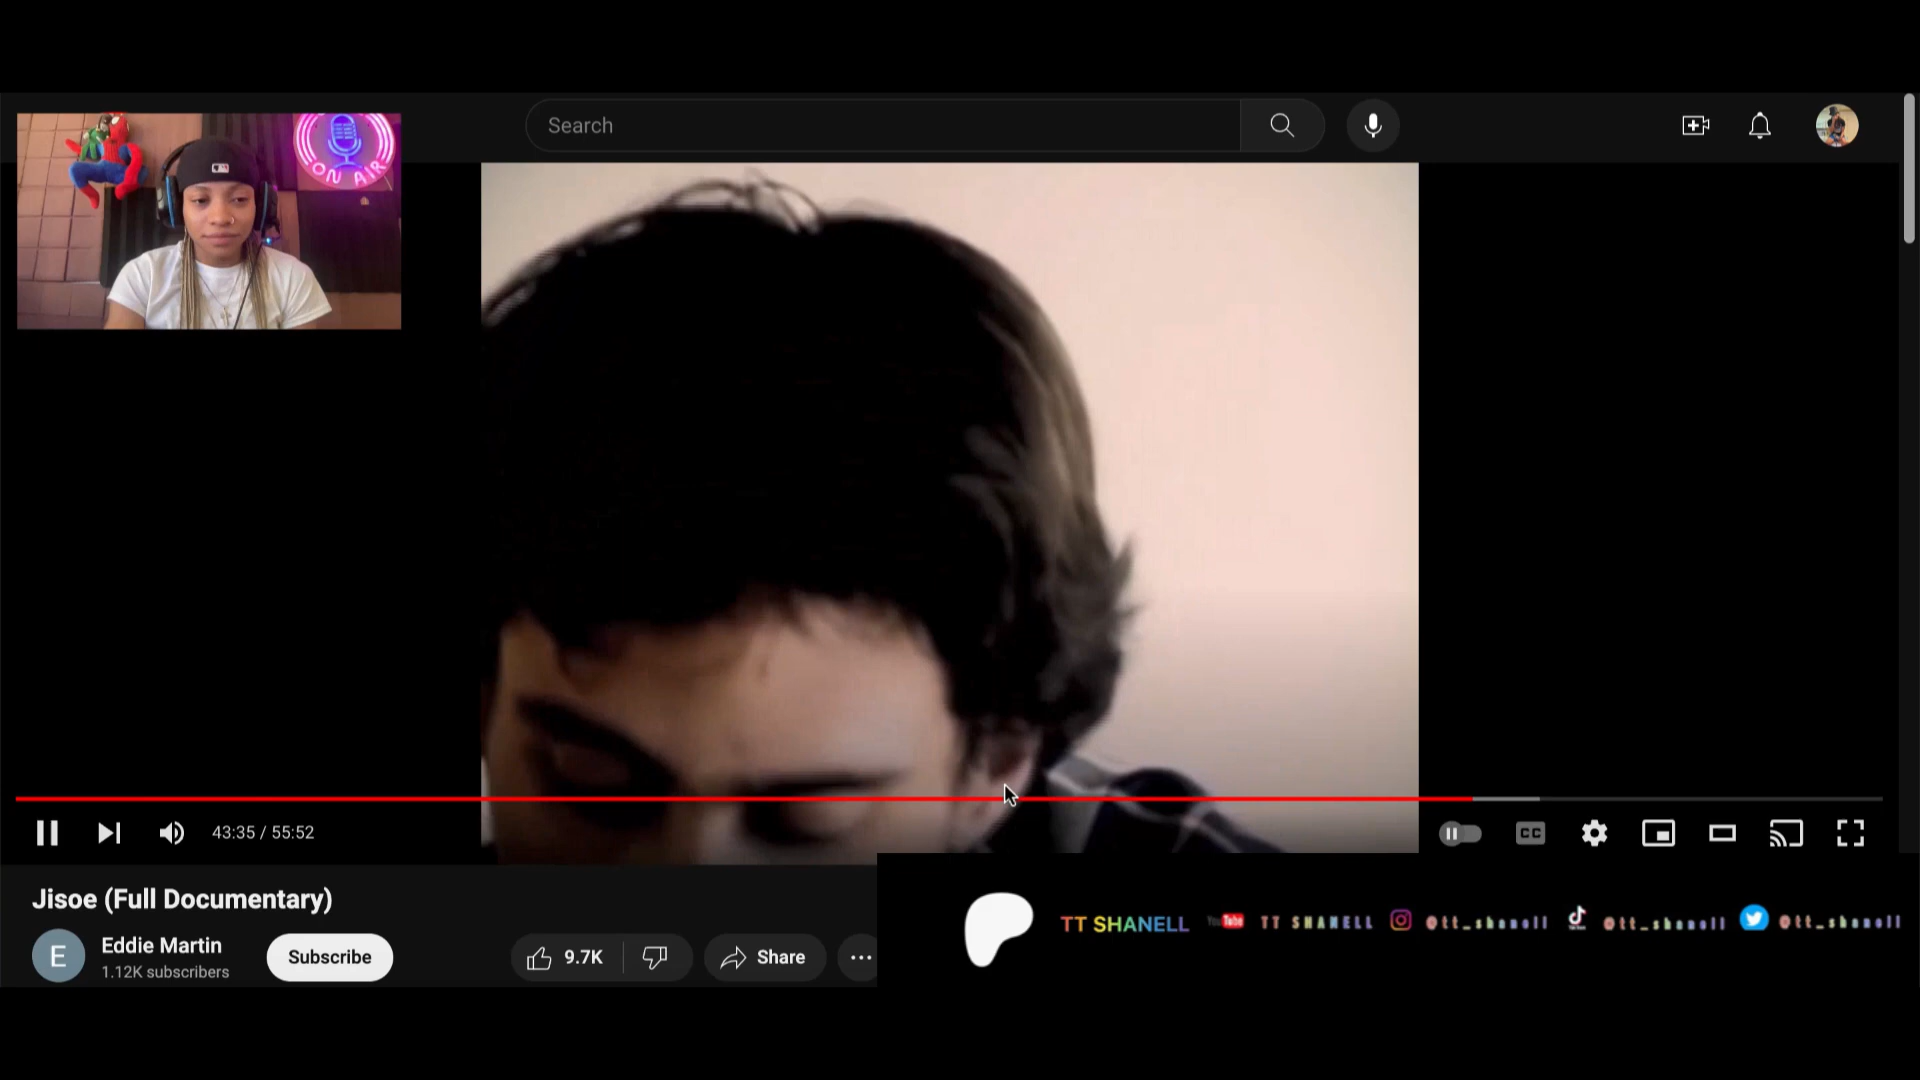 Search
ON AIR
43:35 / 55:52
CC
Jisoe (Full Documentary)
E
Eddie Martin
1.12K subscribers
Subscribe
9.7K
Share
TT SHANELL
YouTube
TT SHANELL
@tt_shanell
@tt_shanell
@tt_shanell